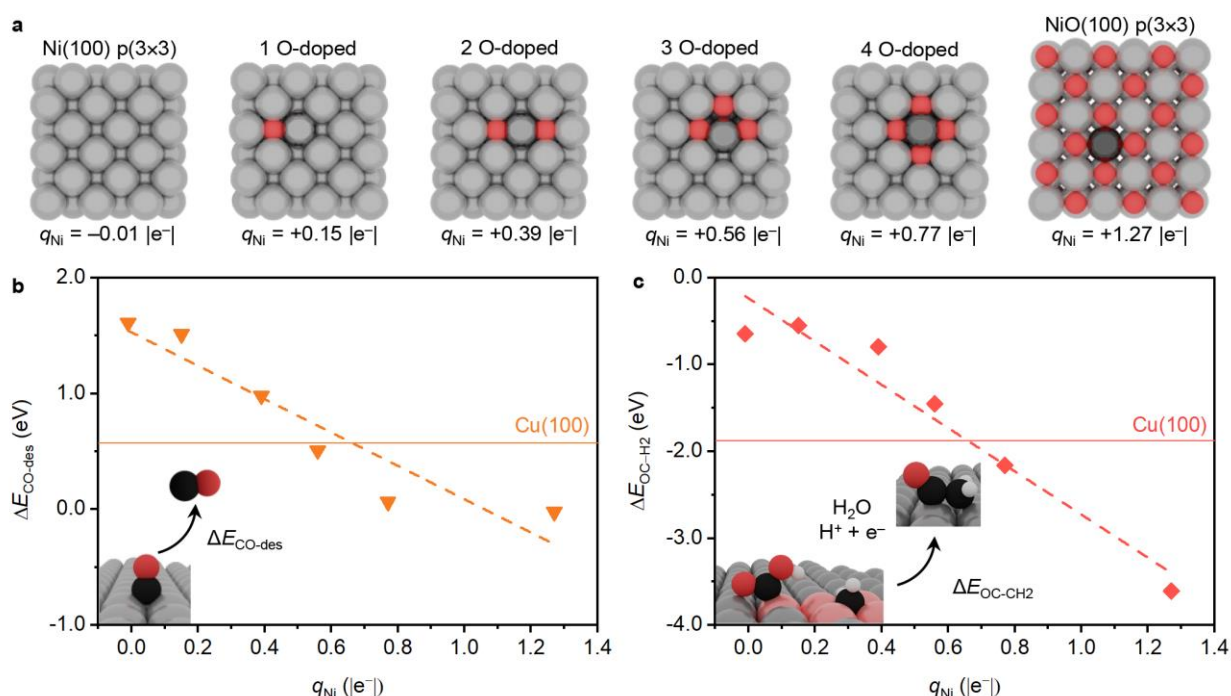 a
Ni(100) p(3×3)
1 O-doped
2 O-doped
3 O-doped
4 O-doped
NiO(100) p(3×3)
qNi = –0.01 |e–|
qNi = +0.15 |e–|
qNi = +0.39 |e–|
qNi = +0.56 |e–|
qNi = +0.77 |e–|
qNi = +1.27 |e–|
b
2.0
1.0
0.0
-1.0
ΔECO-des (eV)
Cu(100)
ΔECO-des
0.0 0.2 0.4 0.6 0.8 1.0 1.2 1.4
qNi (|e–|)
c
0.0
-1.0
-2.0
-3.0
-4.0
ΔEOC–H2 (eV)
Cu(100)
H2O
H+ + e–
ΔEOC-CH2
0.0 0.2 0.4 0.6 0.8 1.0 1.2 1.4
qNi (|e–|)